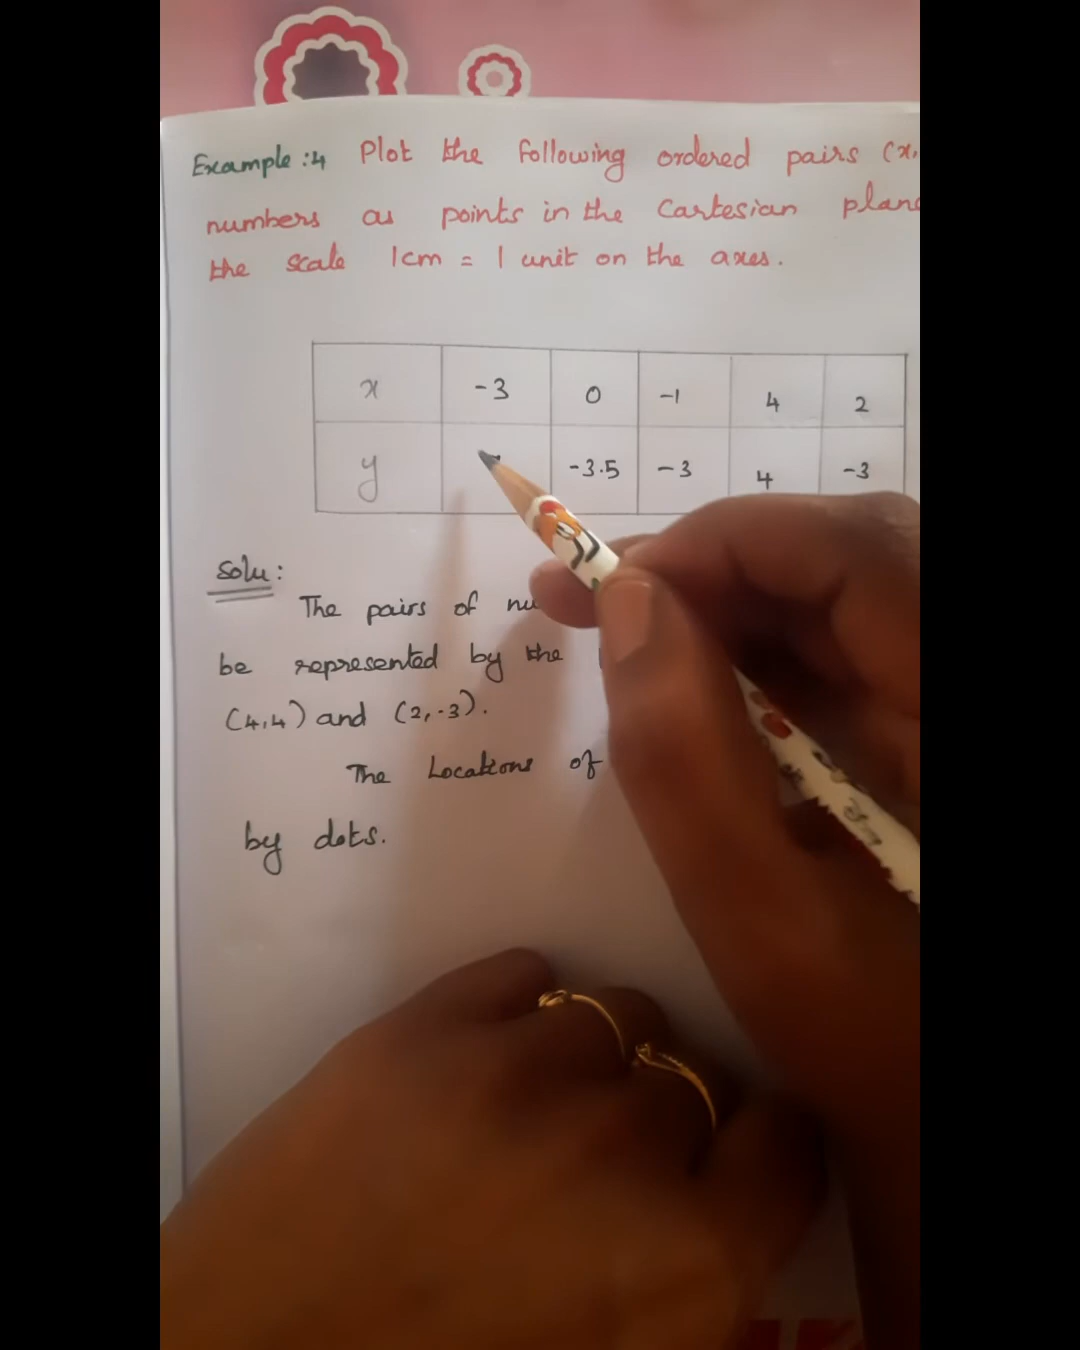 Example :4 Plot the following ordered pairs (x,
numbers as points in the Cartesian plane
the scale 1cm = 1 unit on the axes.
x -3 0 -1 4 2
y -3.5 -3 4 -3
Solu:
The pairs of
be represented by the
(4,4) and (2,-3).
The Locations of
by dots.